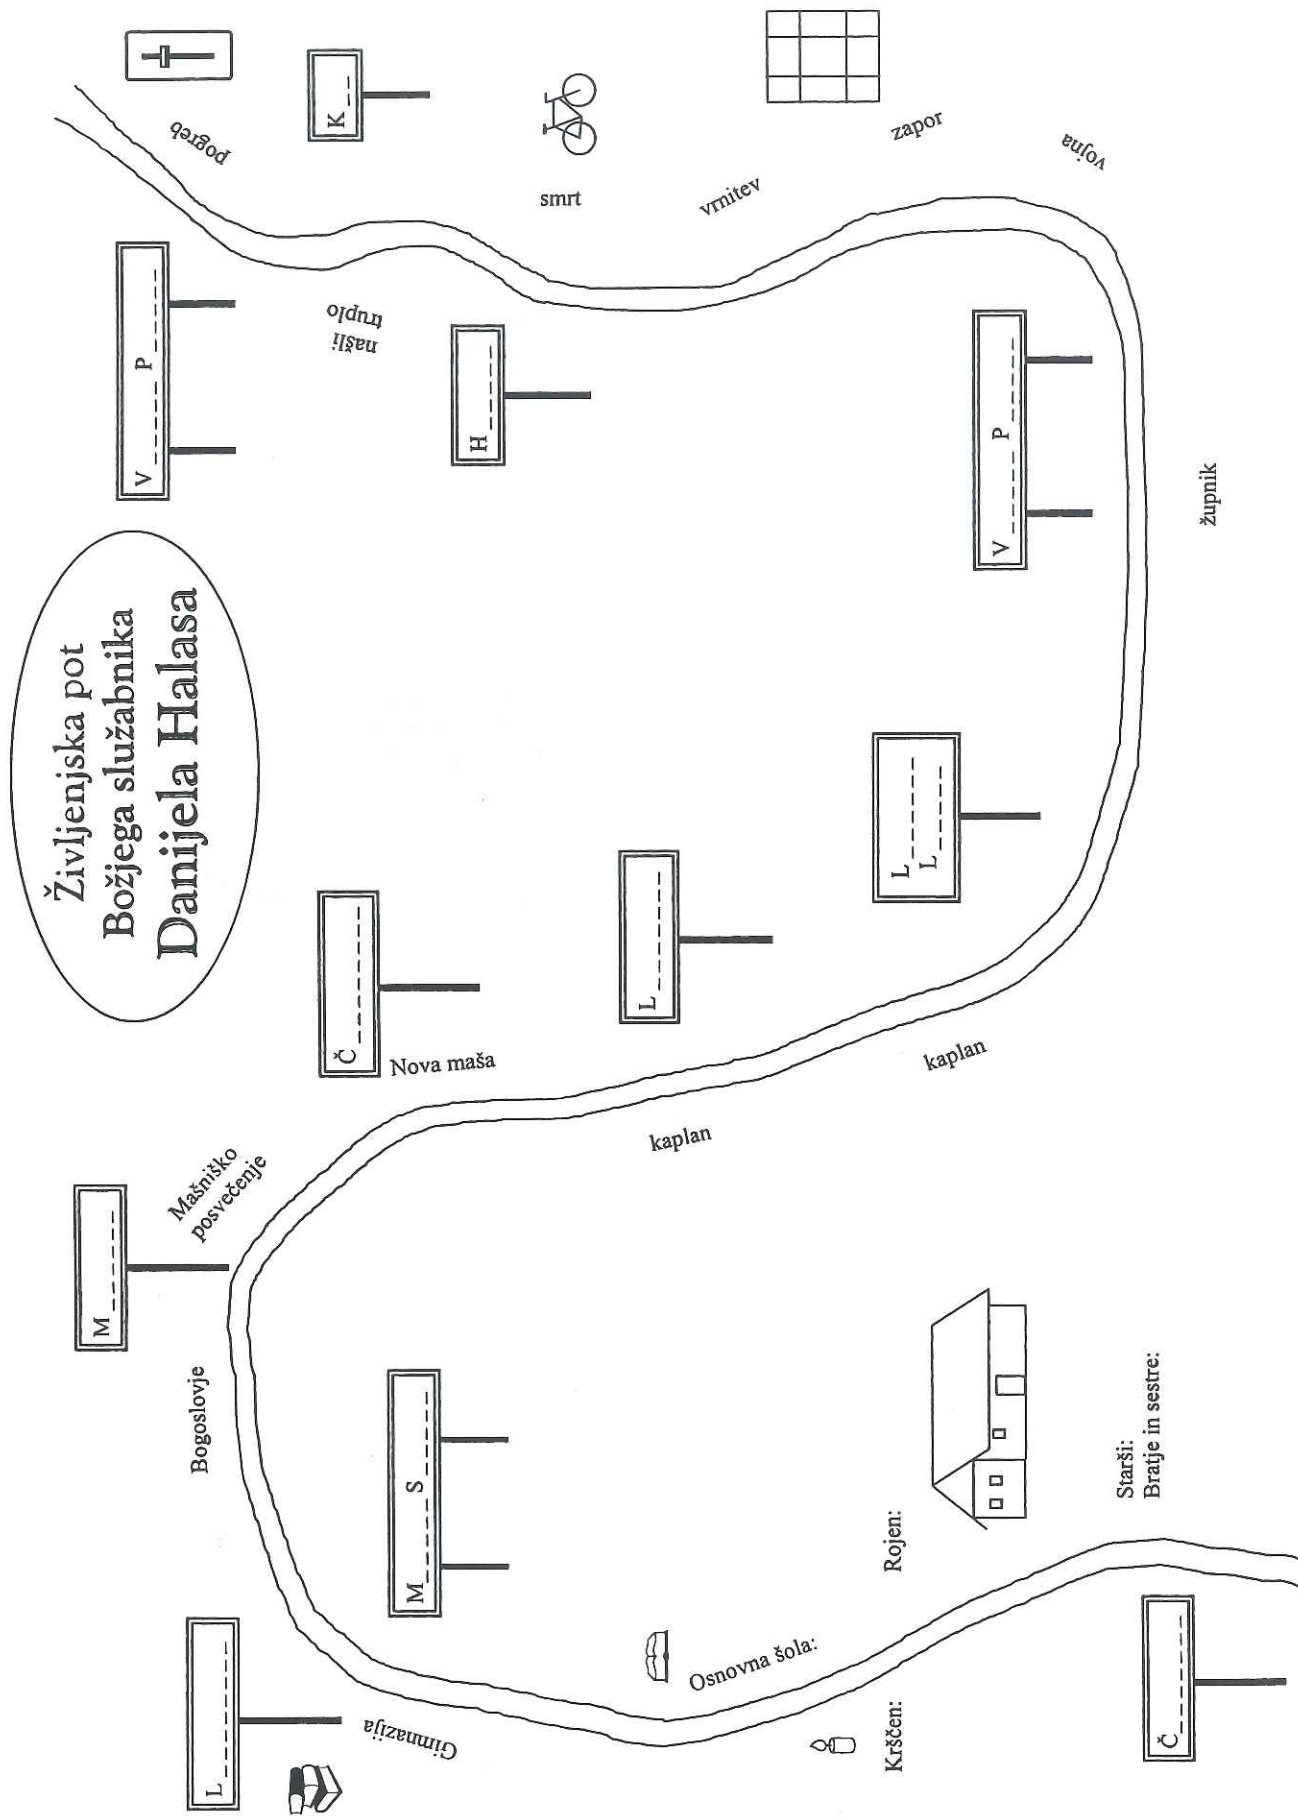 Življenjska pot
Božjega služabnika
Danijela Halasa
Č _ _ _ _ _ _ _ _
Starši:
Bratje in sestre:
Rojen:
Krščen:
Osnovna šola:
Gimnazija
L _ _ _ _ _ _ _ _
M _ _ _ _ _ S _ _ _ _ _
Bogoslovje
M _ _ _ _ _ _
Mašniško
posvečenje
Č _ _ _ _ _ _ _ _
Nova maša
L _ _ _ _ _ _
kaplan
L _ _ _ _ _
L _ _ _ _
kaplan
V _ _ _ _ _ P _ _ _ _ _
župnik
vojna
zapor
vrnitev
smrt
H _ _ _ _ _
našli
truplo
K _ _
V _ _ _ _ _ P _ _ _ _ _
pogreb